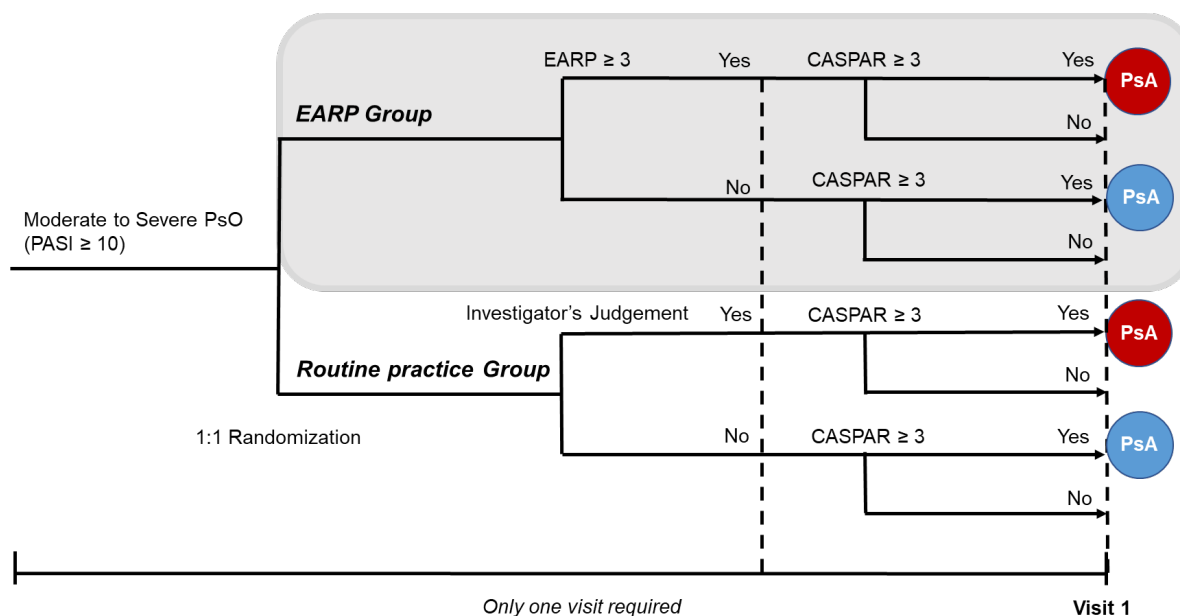 EARP ≥ 3
Yes
CASPAR ≥ 3
Yes
PsA
EARP Group
No
No
CASPAR ≥ 3
Yes
PsA
No
Moderate to Severe PsO
(PASI ≥ 10)
Investigator’s Judgement
Yes
CASPAR ≥ 3
Yes
PsA
Routine practice Group
No
1:1 Randomization
No
CASPAR ≥ 3
Yes
PsA
No
Only one visit required
Visit 1